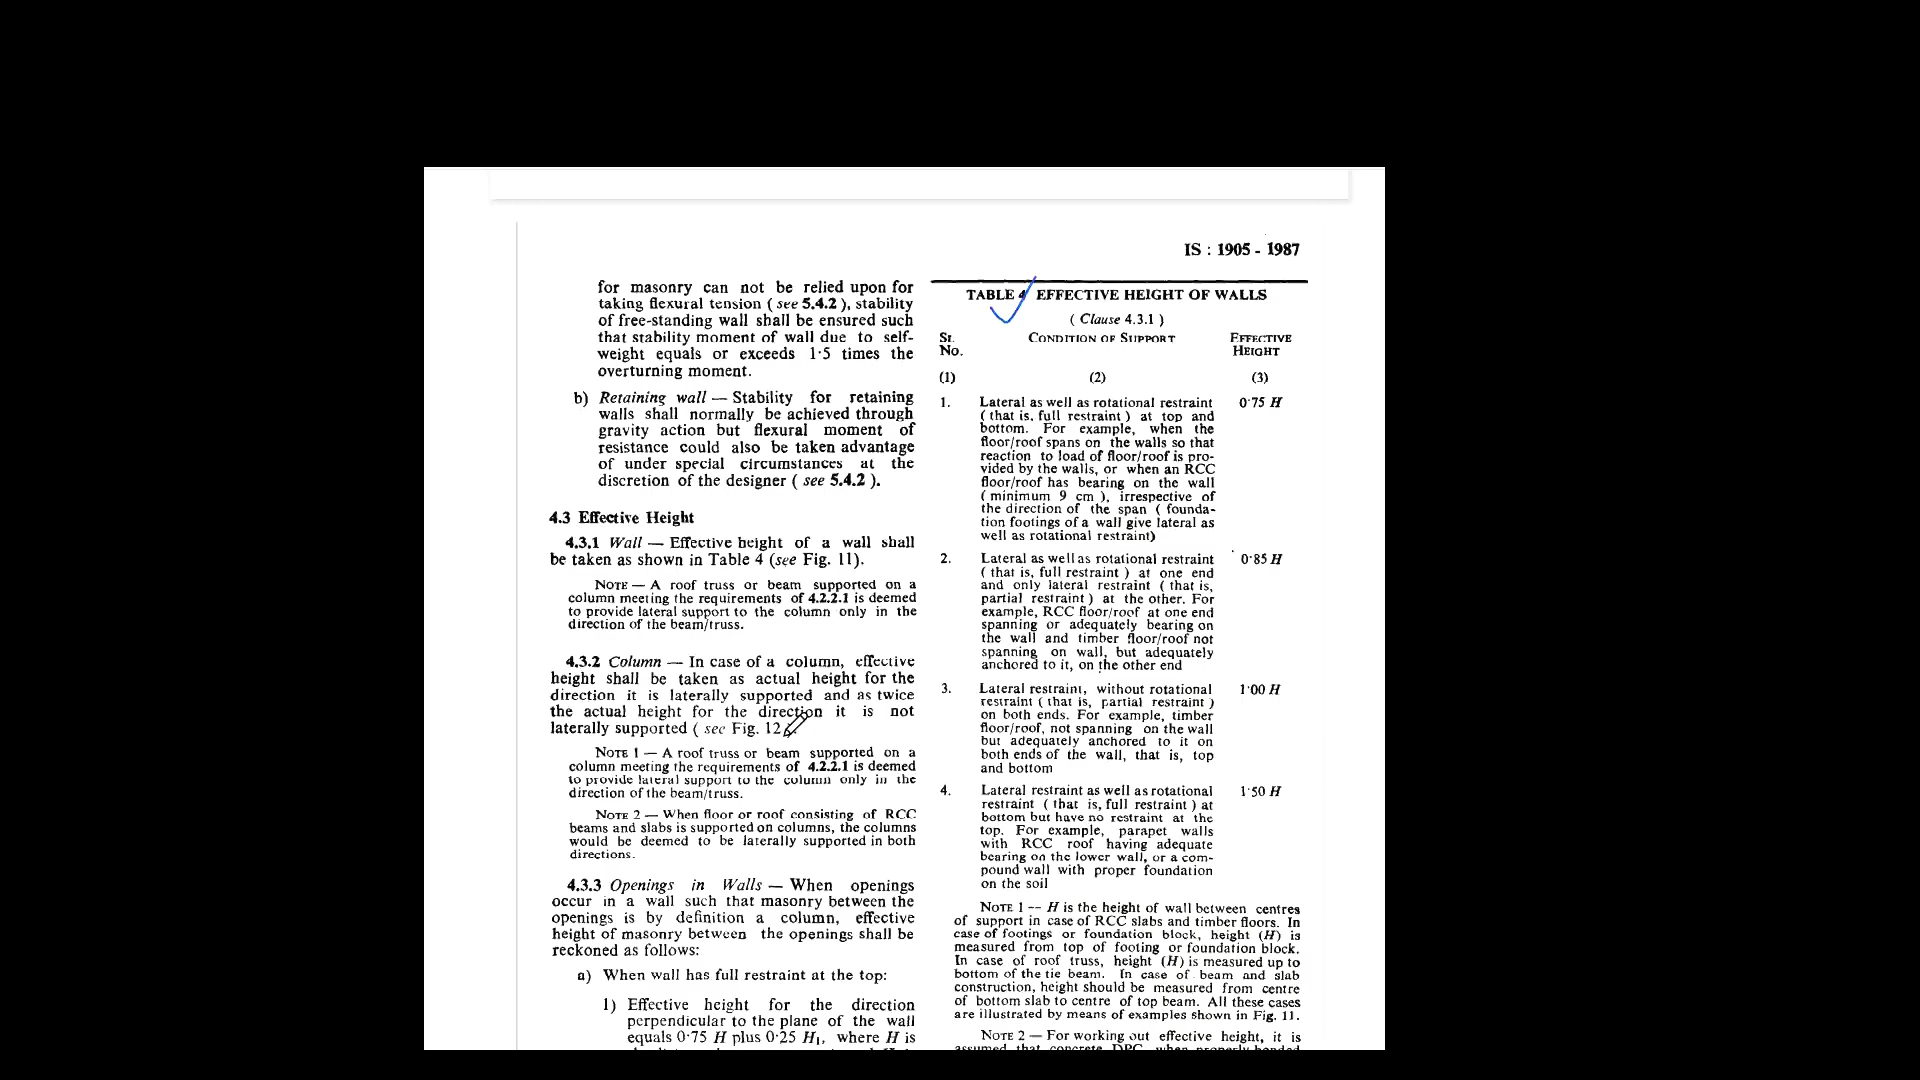 IS : 1905 - 1987
for masonry can not be relied upon for
taking flexural tension ( see 5.4.2 ), stability
of free-standing wall shall be ensured such
that stability moment of wall due to self-
weight equals or exceeds 1·5 times the
overturning moment.
b) Retaining wall — Stability for retaining
walls shall normally be achieved through
gravity action but flexural moment of
resistance could also be taken advantage
of under special circumstances at the
discretion of the designer ( see 5.4.2 ).
4.3 Effective Height
4.3.1 Wall — Effective height of a wall shall
be taken as shown in Table 4 (see Fig. 11).
NOTE — A roof truss or beam supported on a
column meeting the requirements of 4.2.2.1 is deemed
to provide lateral support to the column only in the
direction of the beam/truss.
4.3.2 Column — In case of a column, effective
height shall be taken as actual height for the
direction it is laterally supported and as twice
the actual height for the direction it is not
laterally supported ( see Fig. 12
NOTE 1 — A roof truss or beam supported on a
column meeting the requirements of 4.2.2.1 is deemed
to provide lateral support to the column only in the
direction of the beam/truss.
NOTE 2 — When floor or roof consisting of RCC
beams and slabs is supported on columns, the columns
would be deemed to be laterally supported in both
directions.
4.3.3 Openings in Walls — When openings
occur in a wall such that masonry between the
openings is by definition a column, effective
height of masonry between the openings shall be
reckoned as follows:
a) When wall has full restraint at the top:
1) Effective height for the direction
perpendicular to the plane of the wall
equals 0·75 H plus 0·25 H1, where H is
TABLE 4 EFFECTIVE HEIGHT OF WALLS
( Clause 4.3.1 )
SL. CONDITION OF SUPPORT EFFECTIVE
NO. HEIGHT
(1) (2) (3)
1. Lateral as well as rotational restraint 0·75 H
( that is, full restraint ) at top and
bottom. For example, when the
floor/roof spans on the walls so that
reaction to load of floor/roof is pro-
vided by the walls, or when an RCC
floor/roof has bearing on the wall
( minimum 9 cm ), irrespective of
the direction of the span ( founda-
tion footings of a wall give lateral as
well as rotational restraint)
2. Lateral as well as rotational restraint 0·85 H
( that is, full restraint ) at one end
and only lateral restraint ( that is,
partial restraint ) at the other. For
example, RCC floor/roof at one end
spanning or adequately bearing on
the wall and timber floor/roof not
spanning on wall, but adequately
anchored to it, on the other end
3. Lateral restraint, without rotational 1·00 H
restraint ( that is, partial restraint )
on both ends. For example, timber
floor/roof, not spanning on the wall
but adequately anchored to it on
both ends of the wall, that is, top
and bottom
4. Lateral restraint as well as rotational 1·50 H
restraint ( that is, full restraint ) at
bottom but have no restraint at the
top. For example, parapet walls
with RCC roof having adequate
bearing on the lower wall, or a com-
pound wall with proper foundation
on the soil
NOTE 1 -- H is the height of wall between centres
of support in case of RCC slabs and timber floors. In
case of footings or foundation block, height (H) is
measured from top of footing or foundation block.
In case of roof truss, height (H) is measured up to
bottom of the tie beam. In case of beam and slab
construction, height should be measured from centre
of bottom slab to centre of top beam. All these cases
are illustrated by means of examples shown in Fig. 11.
NOTE 2 — For working out effective height, it is
assumed that concrete DPC, when properly bonded